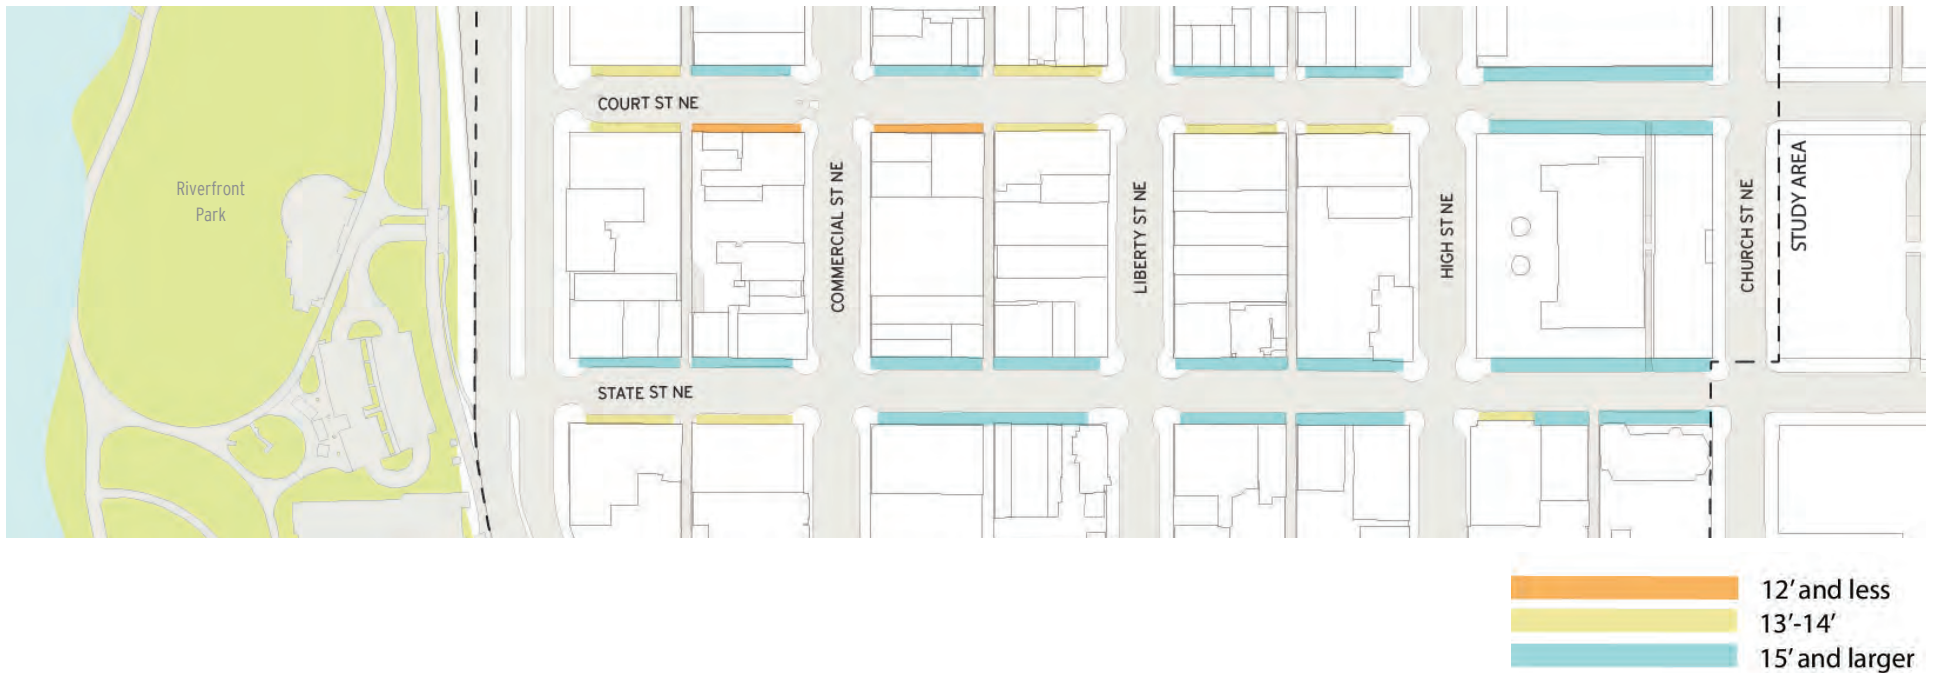 COURT ST NE
Riverfront
Park
COMMERCIAL ST NE
LIBERTY ST NE
HIGH ST NE
CHURCH ST NE
STUDY AREA
STATE ST NE
12' and less
13'-14'
15' and larger